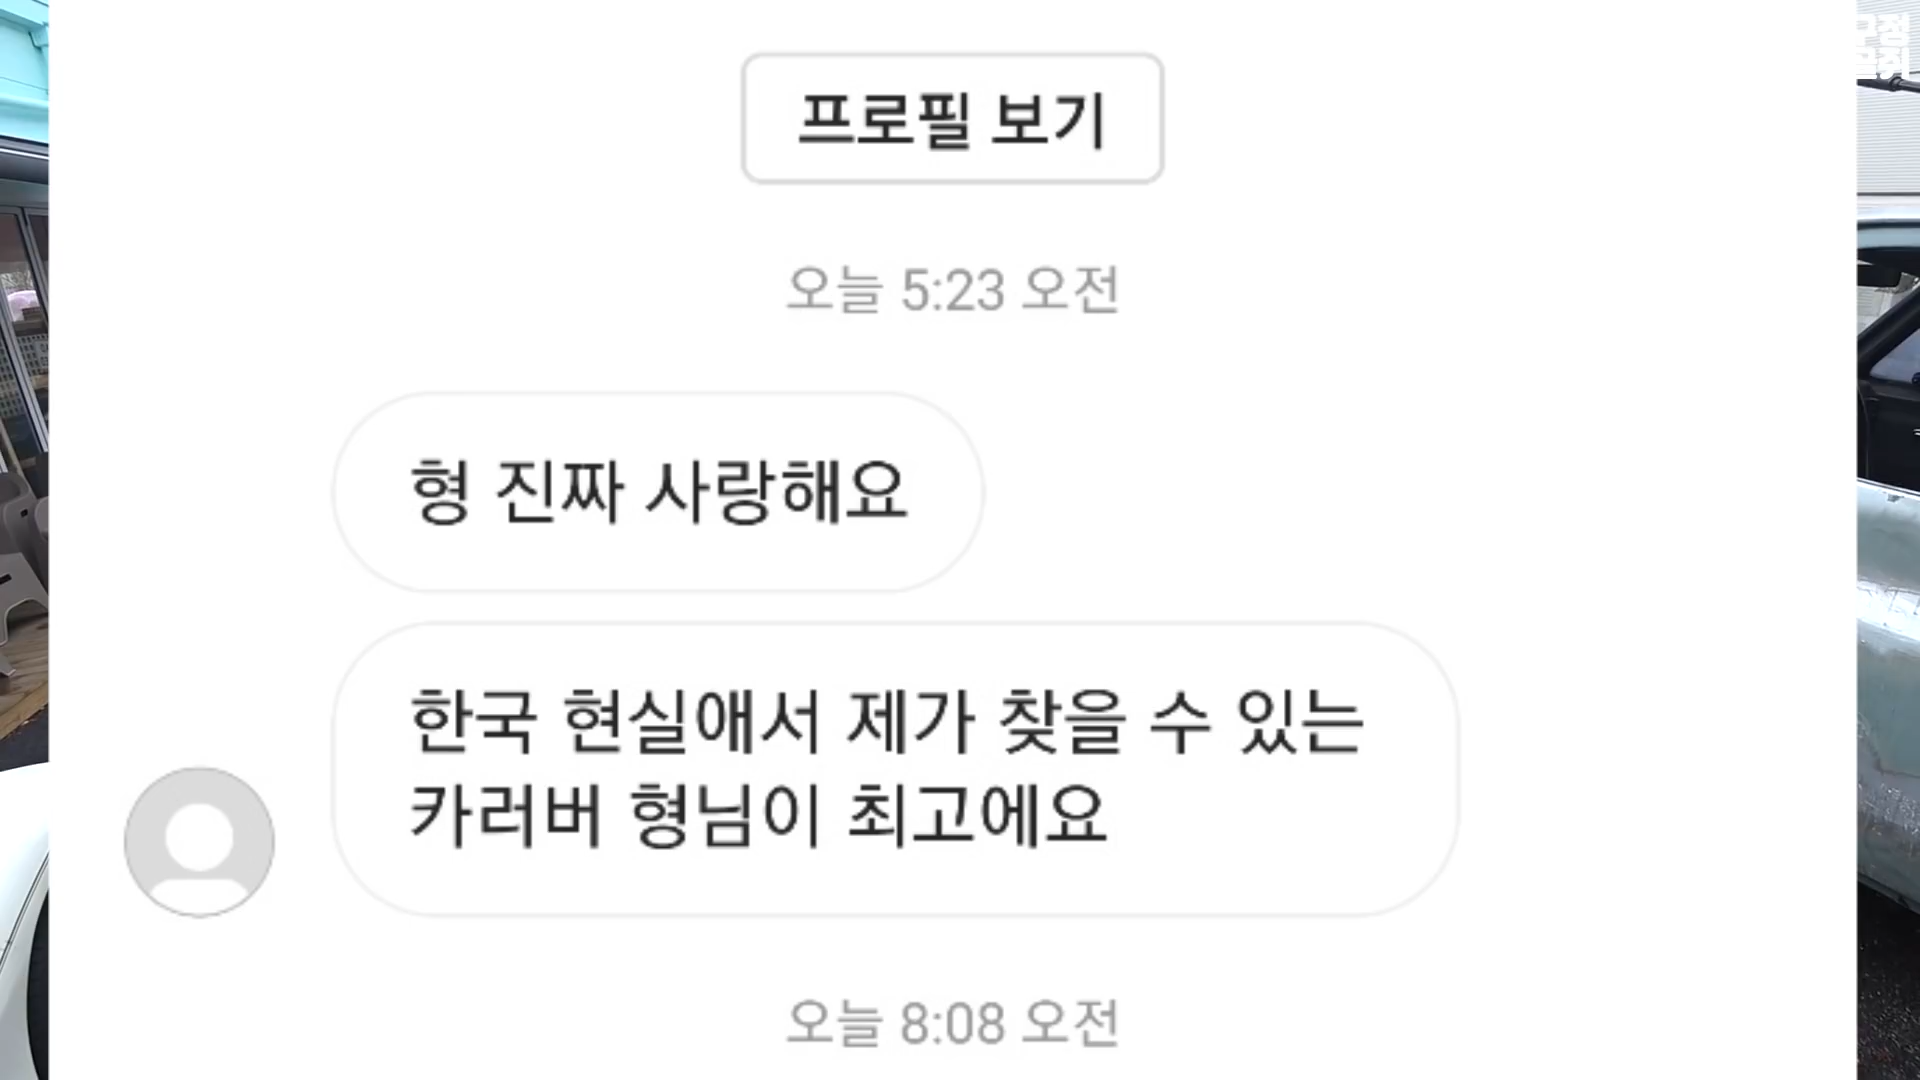 프로필 보기
오늘 5:23 오전
형 진짜 사랑해요
한국 현실애서 제가 찾을 수 있는
카러버 형님이 최고에요
오늘 8:08 오전